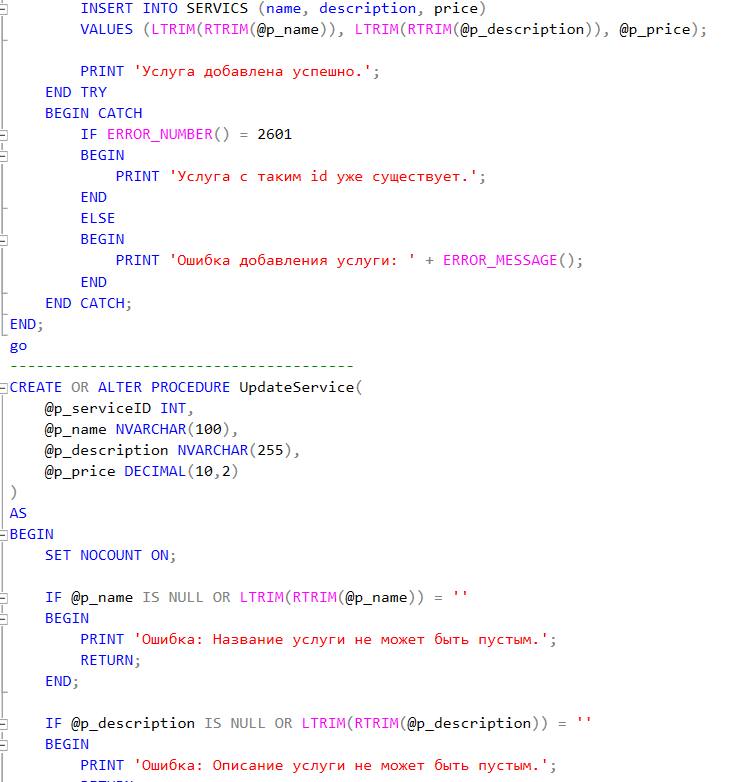 INSERT INTO SERVICS (name, description, price)
VALUES (LTRIM(RTRIM(@p_name)), LTRIM(RTRIM(@p_description)), @p_price);
PRINT 'Услуга добавлена успешно.';
END TRY
BEGIN CATCH
IF ERROR_NUMBER() = 2601
BEGIN
PRINT 'Услуга с таким id уже существует.';
END
ELSE
BEGIN
PRINT 'Ошибка добавления услуги: ' + ERROR_MESSAGE();
END
END CATCH;
END;
go
---------------------------------------
CREATE OR ALTER PROCEDURE UpdateService(
@p_serviceID INT,
@p_name NVARCHAR(100),
@p_description NVARCHAR(255),
@p_price DECIMAL(10,2)
)
AS
BEGIN
SET NOCOUNT ON;
IF @p_name IS NULL OR LTRIM(RTRIM(@p_name)) = ''
BEGIN
PRINT 'Ошибка: Название услуги не может быть пустым.';
RETURN;
END;
IF @p_description IS NULL OR LTRIM(RTRIM(@p_description)) = ''
BEGIN
PRINT 'Ошибка: Описание услуги не может быть пустым.';